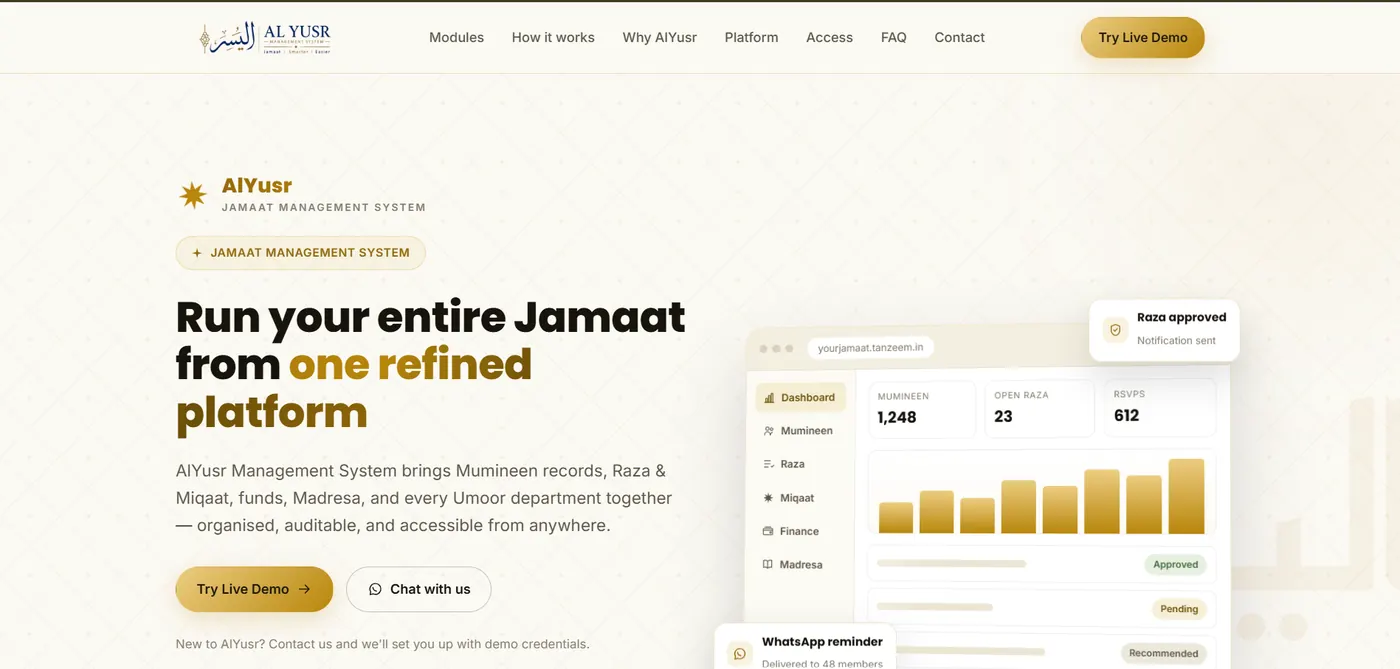 اليسر
AL YUSR
MANAGEMENT SYSTEM
Jamaat | Smarter | Easier
Modules
How it works
Why AlYusr
Platform
Access
FAQ
Contact
Try Live Demo
AlYusr
JAMAAT MANAGEMENT SYSTEM
JAMAAT MANAGEMENT SYSTEM
Run your entire Jamaat
from one refined
platform
AlYusr Management System brings Mumineen records, Raza &
Miqaat, funds, Madresa, and every Umoor department together
— organised, auditable, and accessible from anywhere.
Try Live Demo →
Chat with us
New to AlYusr? Contact us and we'll set you up with demo credentials.
Raza approved
Notification sent
yourjamaat.tanzeem.in
Dashboard
Mumineen
Raza
Miqaat
Finance
Madresa
MUMINEEN
1,248
OPEN RAZA
23
RSVPS
612
Approved
Pending
Recommended
WhatsApp reminder
Delivered to 48 members